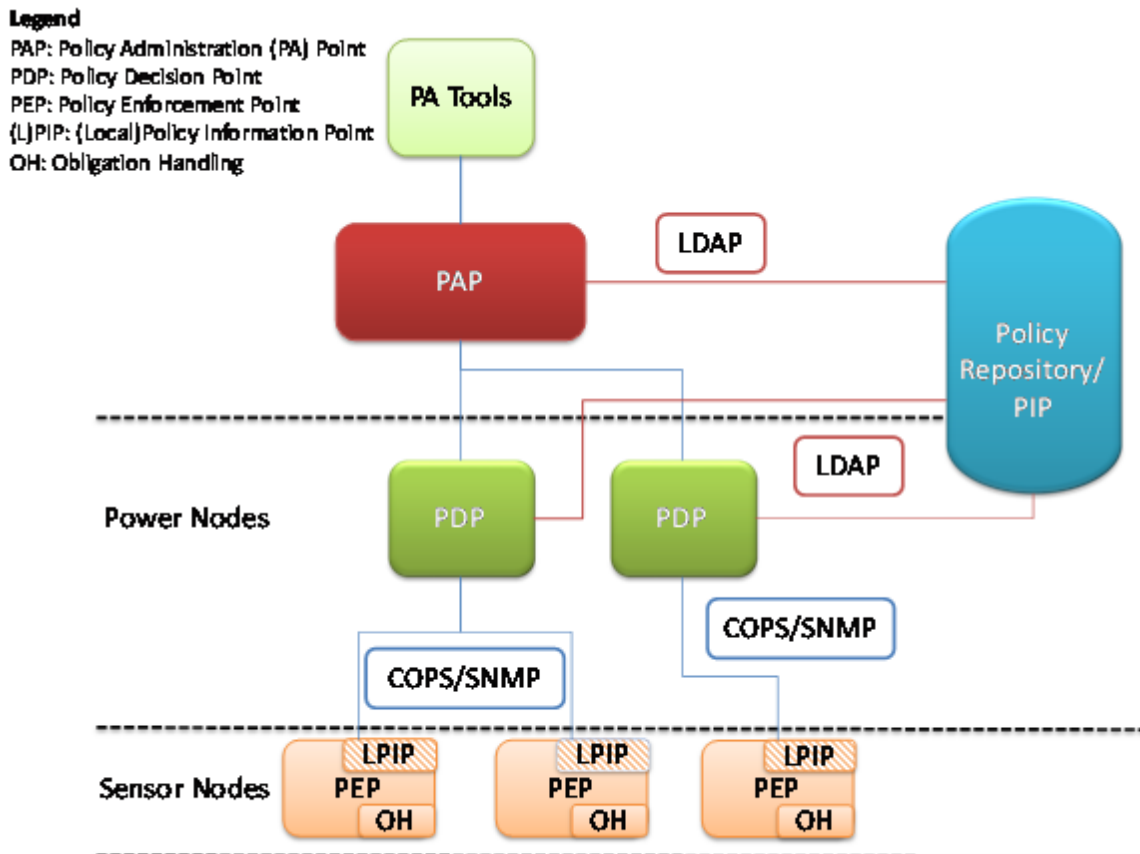 Legend
PAP: Policy Administration (PA) Point
PDP: Policy Decision Point
PEP: Policy Enforcement Point
(L)PIP: (Local)Policy Information Point
OH: Obligation Handling
PA Tools
LDAP
PAP
Policy
Repository/
PIP
LDAP
Power Nodes
PDP
PDP
COPS/SNMP
COPS/SNMP
Sensor Nodes
LPIP
PEP
OH
LPIP
PEP
OH
LPIP
PEP
OH